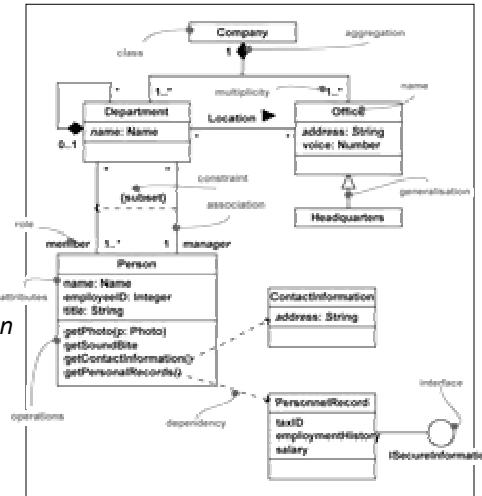 Company
aggregation
class
1
multiplicity
name
* 1..* 1..*
Department
Location
Office
name: Name
address: String
voice: Number
0..1
* *
* *
constraint
{subset}
generalisation
association
Headquarters
role
member 1..* 1 manager
Person
attributes
name: Name
employeeID: Integer
title: String
ContactInformation
address: String
n
getPhoto(p: Photo)
getSoundBite
getContactInformation()
getPersonalRecords()
interface
operations
dependency
PersonnelRecord
taxID
employmentHistory
salary
ISecureInformati